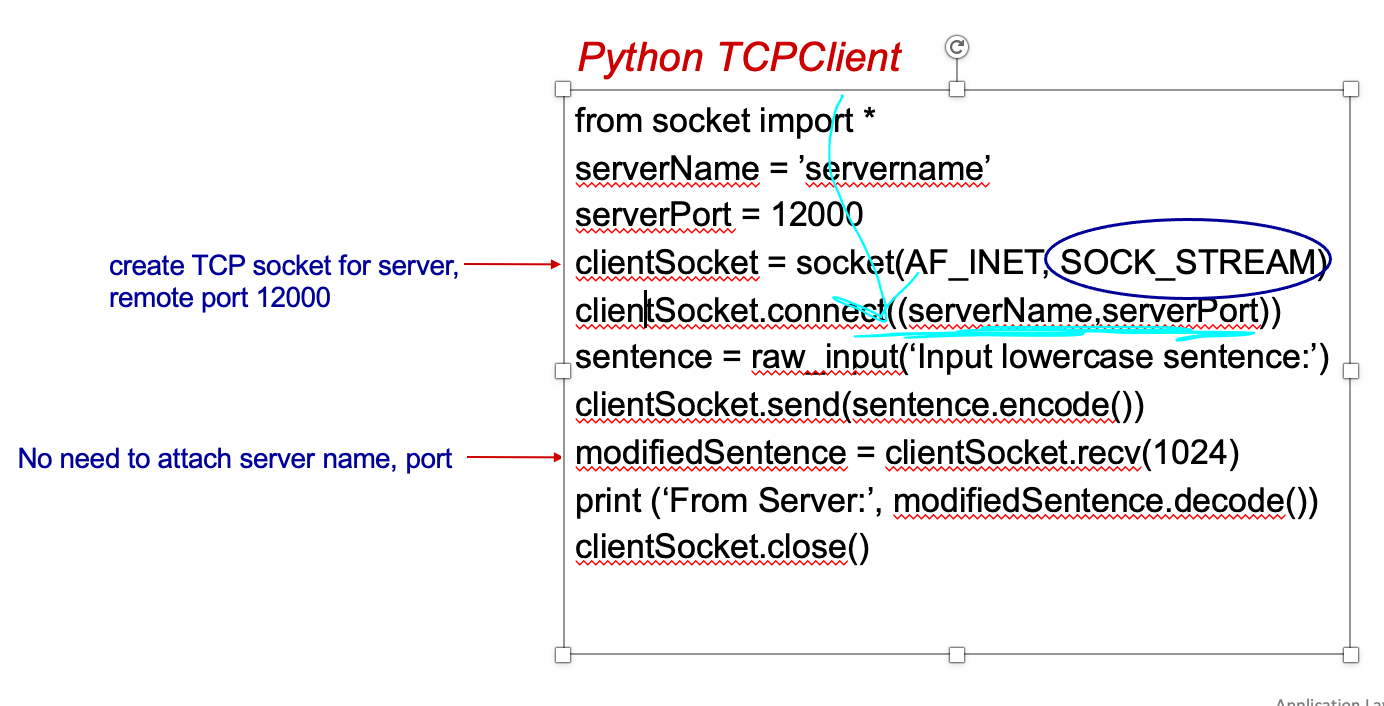 Python TCPClient
from socket import *
serverName = ’servername’
serverPort = 12000
create TCP socket for server,
remote port 12000
clientSocket = socket(AF_INET, SOCK_STREAM)
clientSocket.connect((serverName,serverPort))
sentence = raw_input(‘Input lowercase sentence:’)
clientSocket.send(sentence.encode())
No need to attach server name, port
modifiedSentence = clientSocket.recv(1024)
print (‘From Server:’, modifiedSentence.decode())
clientSocket.close()
Application